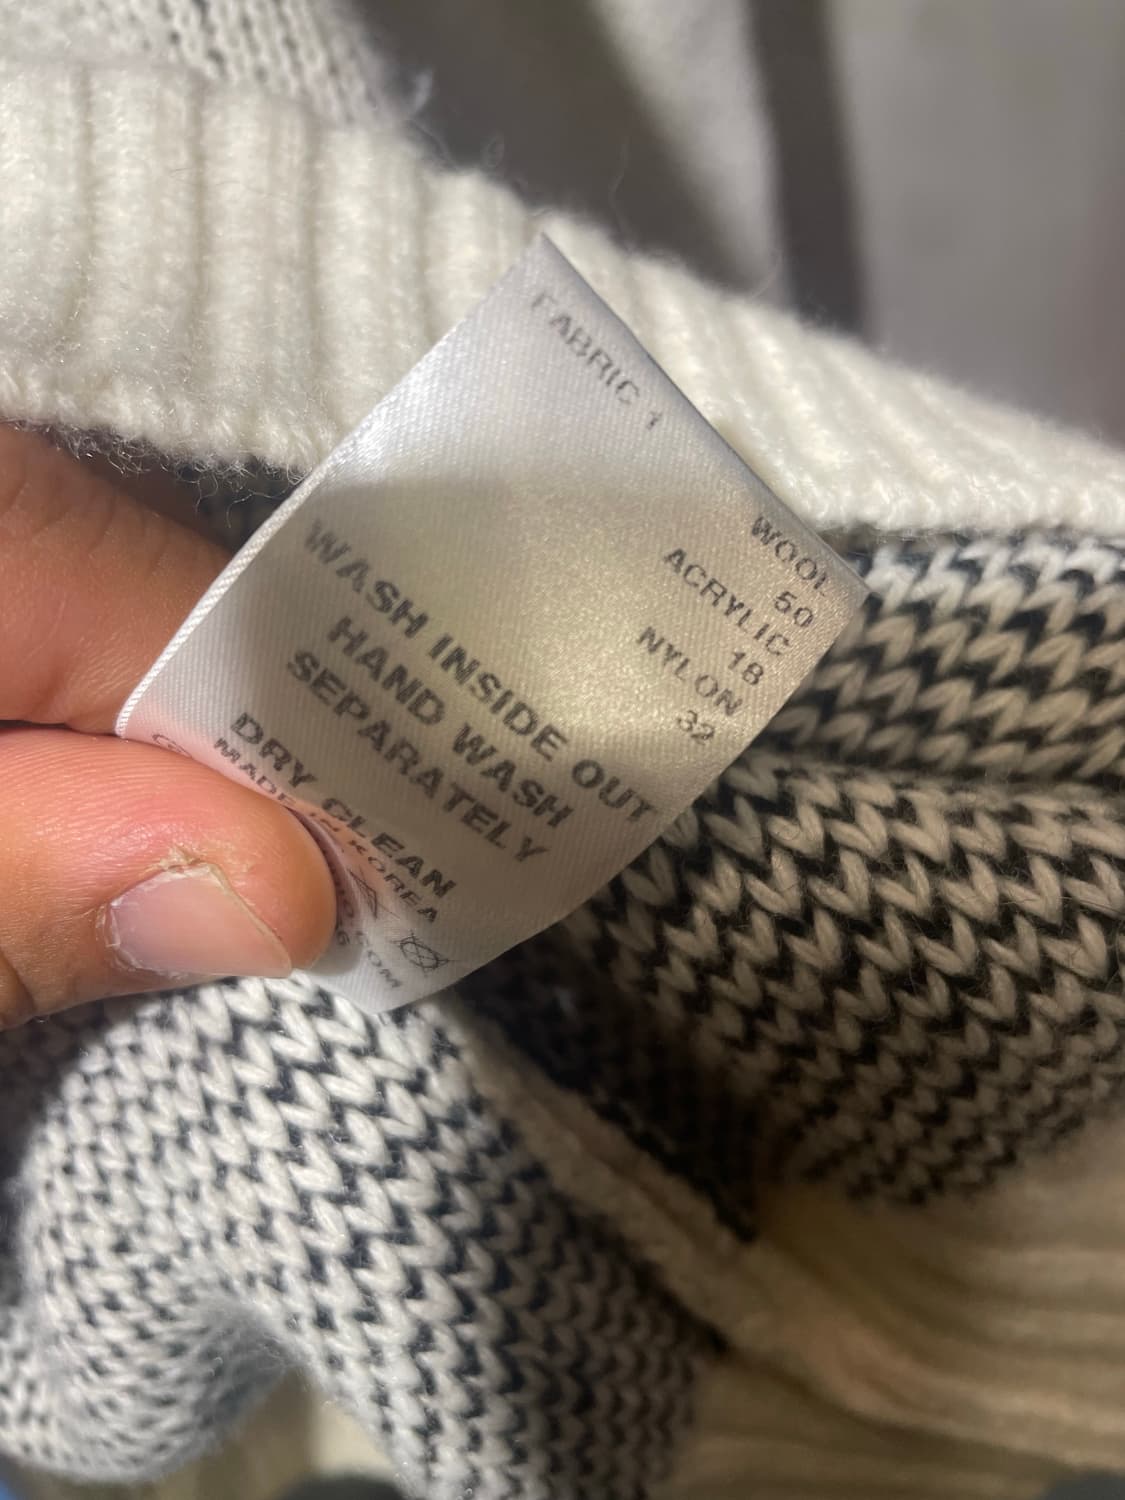 FABRIC 1
WOOL
50
ACRYLIC
18
NYLON
32
WASH INSIDE OUT
HAND WASH
SEPARATELY
DRY CLEAN
MADE IN KOREA